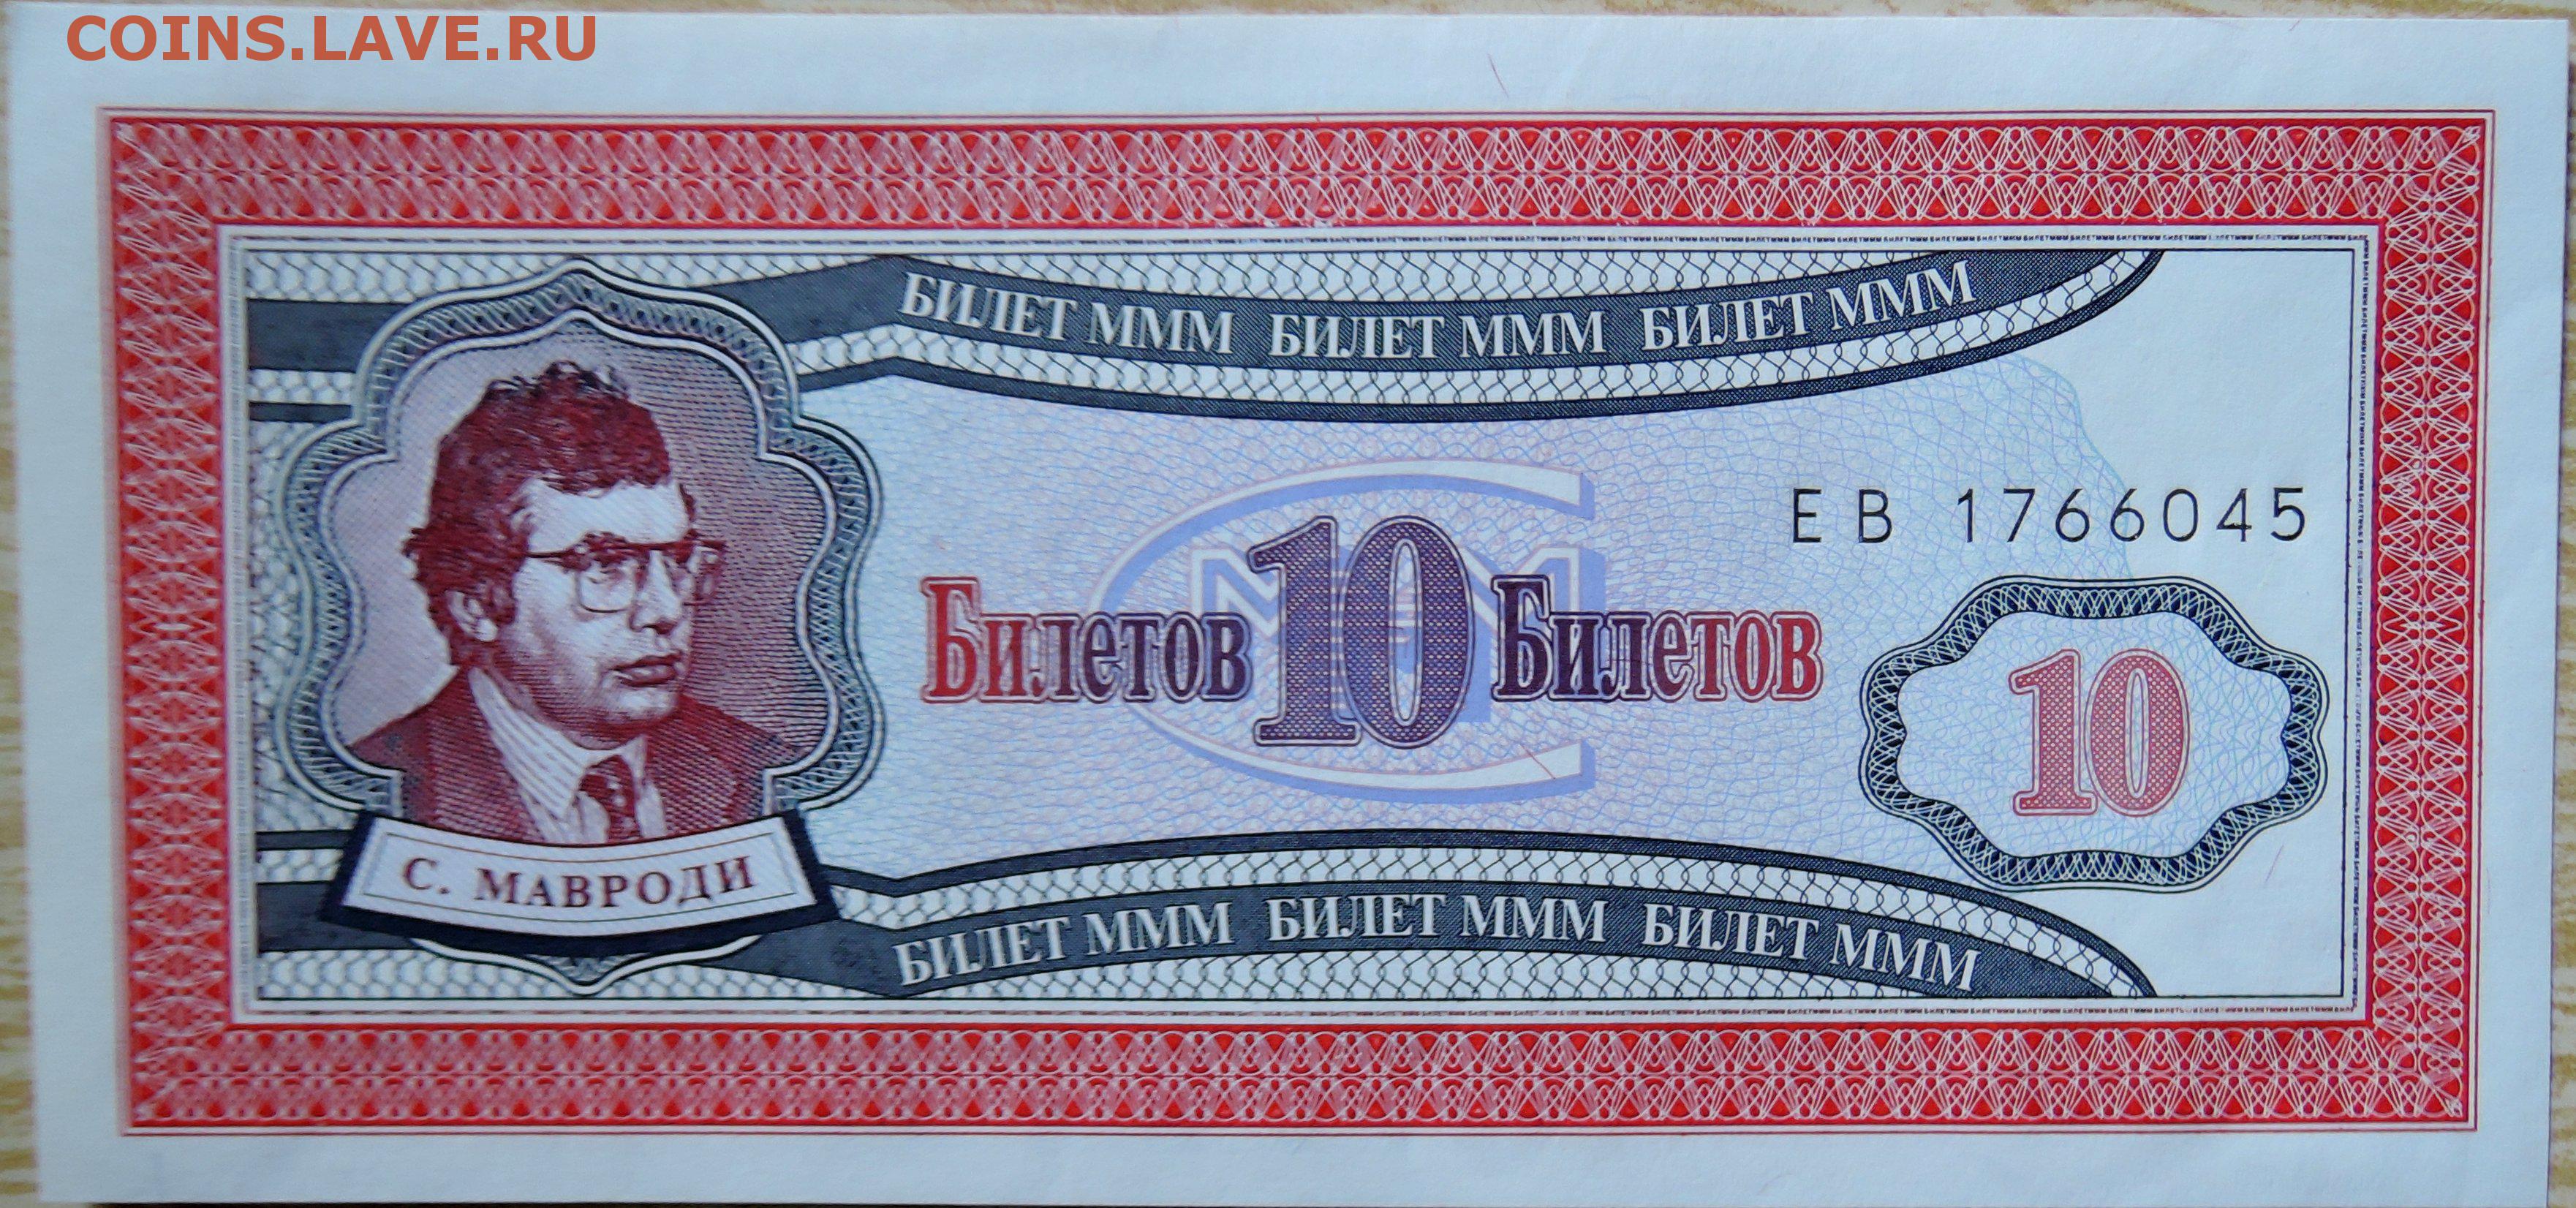 COINS.LAVE.RU
БИЛЕТ МММ БИЛЕТ МММ БИЛЕТ МММ
ЕВ 1766045
Билетов 10 Билетов
10
С. МАВРОДИ
БИЛЕТ МММ БИЛЕТ МММ БИЛЕТ МММ